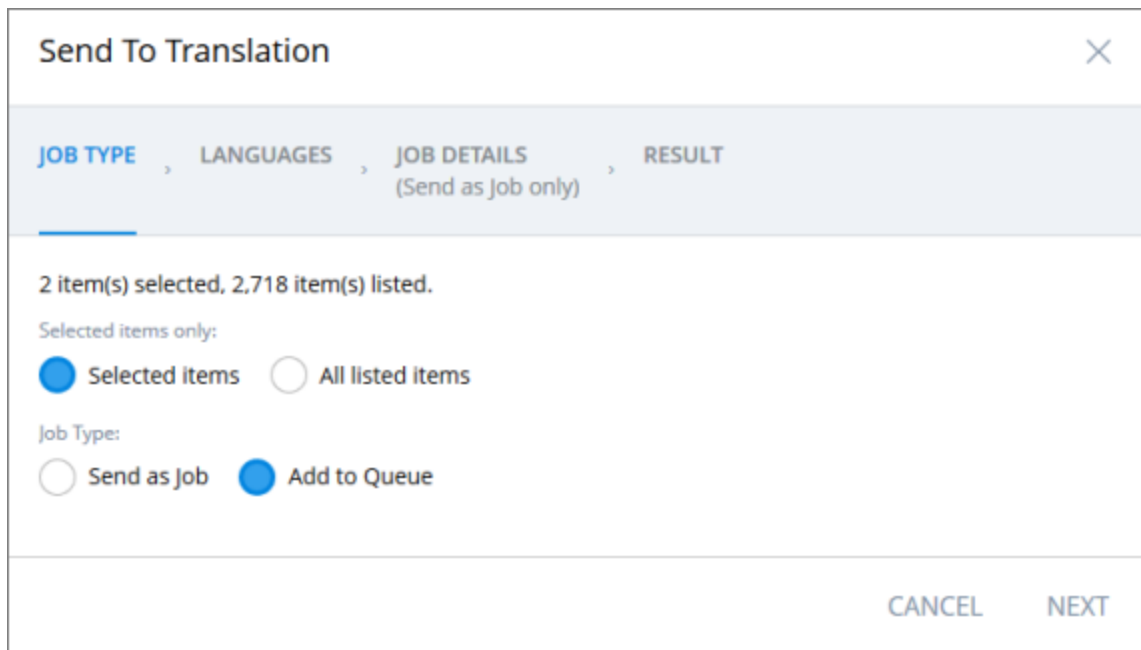 Send To Translation
JOB TYPE › LANGUAGES › JOB DETAILS › RESULT
(Send as Job only)
2 item(s) selected, 2,718 item(s) listed.
Selected items only:
Selected items All listed items
Job Type:
Send as Job Add to Queue
CANCEL NEXT